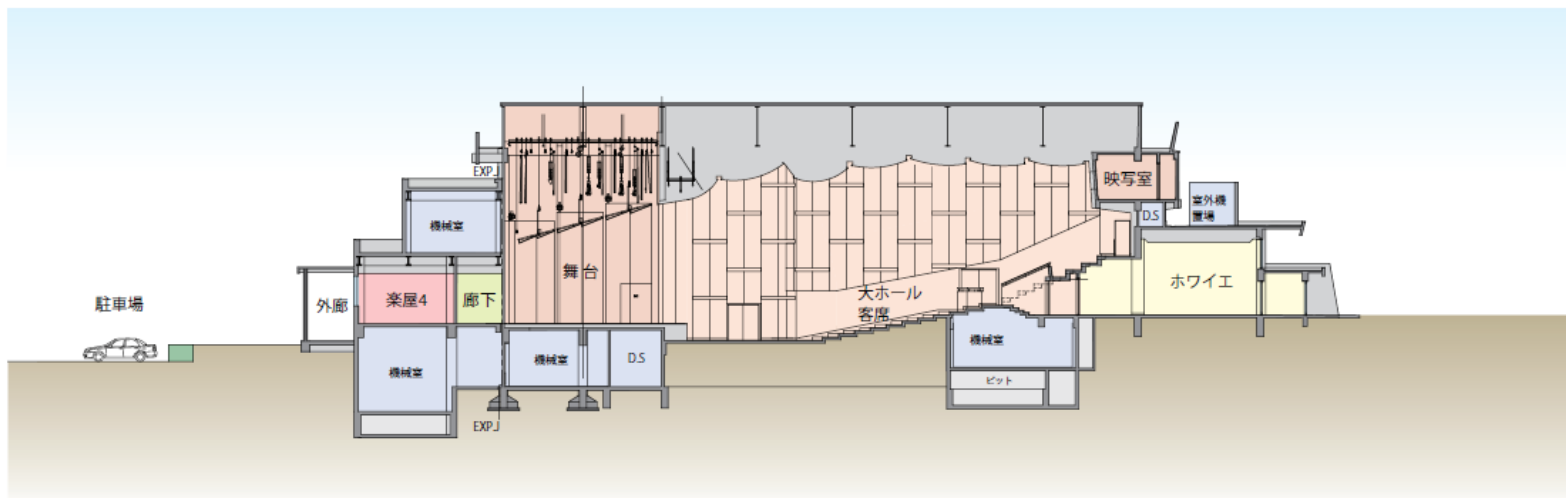 EXP.J
映写室
機械室
D.S
室外機
置場
舞台
ホワイエ
外廊
楽屋4
廊下
大ホール
客席
駐車場
機械室
機械室
D.S
機械室
ピット
EXP.J